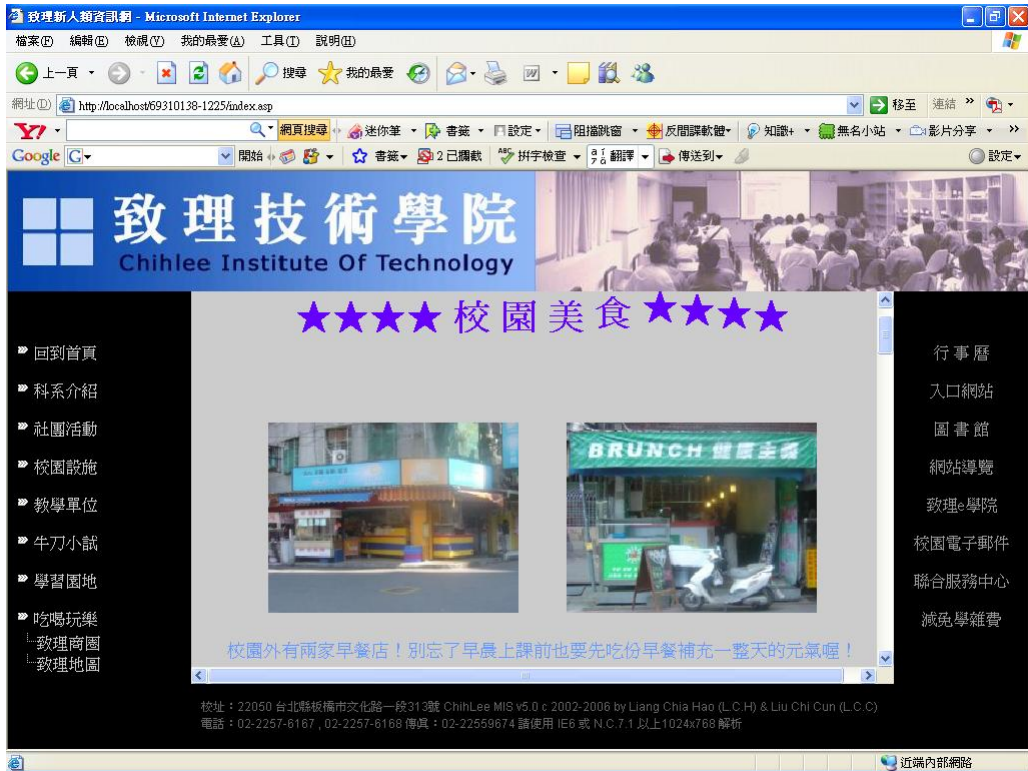 致理新人類資訊網 - Microsoft Internet Explorer
檔案(F) 編輯(E) 檢視(V) 我的最愛(A) 工具(T) 說明(H)
上一頁 搜尋 我的最愛
網址(D) http://localhost/69310138-1225/index.asp 移至 連結 »
Y7 網頁搜尋 迷你筆 書籤 設定 阻擋跳窗 反間諜軟體 知識+ 無名小站 影片分享 »
Google G 開始 書籤 2 已攔截 拼字檢查 翻譯 傳送到 設定
致理技術學院
Chihlee Institute Of Technology
★★★★校園美食★★★★
回到首頁
科系介紹
社團活動
校園設施
教學單位
牛刀小試
學習園地
吃喝玩樂
致理商圈
致理地圖
BRUNCH 健康主義
校園外有兩家早餐店！別忘了早晨上課前也要先吃份早餐補充一整天的元氣喔！
行事曆
入口網站
圖書館
網站導覽
致理e學院
校園電子郵件
聯合服務中心
減免學雜費
校址：22050 台北縣板橋市文化路一段313號 ChihLee MIS v5.0 c 2002-2006 by Liang Chia Hao (L.C.H) & Liu Chi Cun (L.C.C)
電話：02-2257-6167 , 02-2257-6168 傳真：02-22559674 請使用 IE6 或 N.C.7.1 以上1024x768 解析
近端內部網路